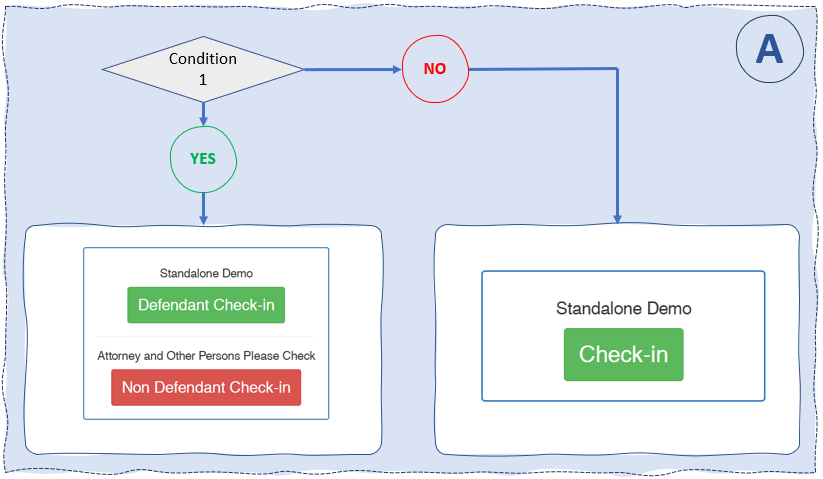 A
Condition
1
NO
YES
Standalone Demo
Defendant Check-in
Attorney and Other Persons Please Check
Non Defendant Check-in
Standalone Demo
Check-in